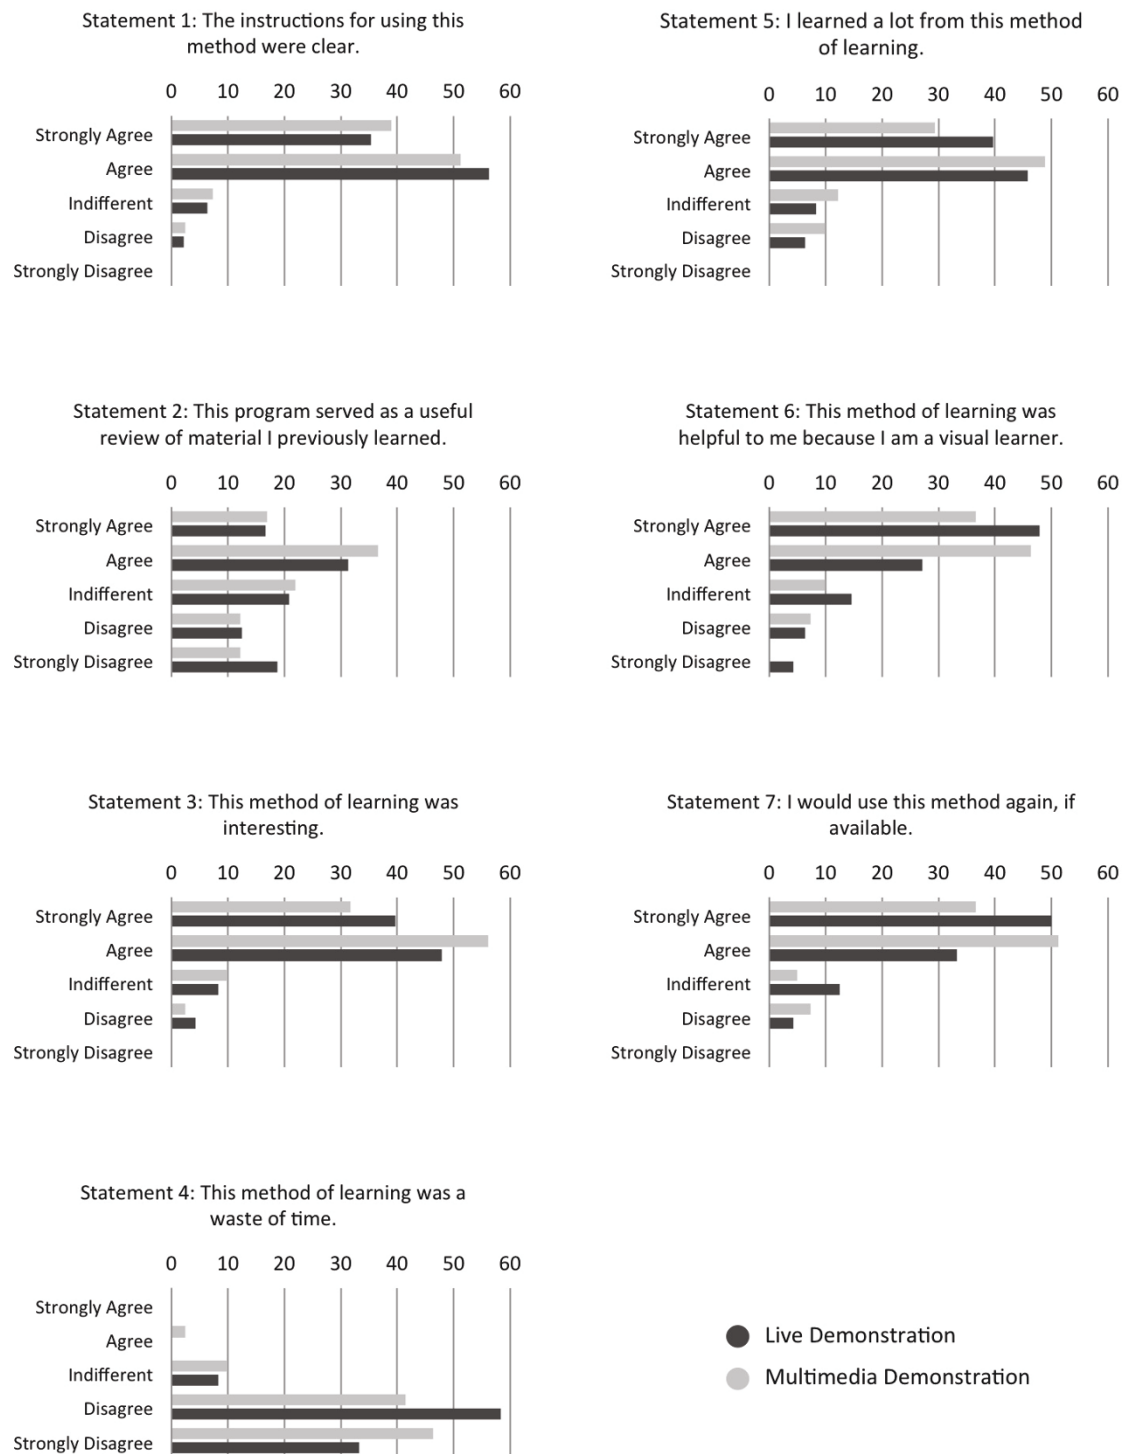 Statement 1: The instructions for using this
method were clear.
0 10 20 30 40 50 60
Strongly Agree
Agree
Indifferent
Disagree
Strongly Disagree
Statement 2: This program served as a useful
review of material I previously learned.
0 10 20 30 40 50 60
Strongly Agree
Agree
Indifferent
Disagree
Strongly Disagree
Statement 3: This method of learning was
interesting.
0 10 20 30 40 50 60
Strongly Agree
Agree
Indifferent
Disagree
Strongly Disagree
Statement 4: This method of learning was a
waste of time.
0 10 20 30 40 50 60
Strongly Agree
Agree
Indifferent
Disagree
Strongly Disagree
Statement 5: I learned a lot from this method
of learning.
0 10 20 30 40 50 60
Strongly Agree
Agree
Indifferent
Disagree
Strongly Disagree
Statement 6: This method of learning was
helpful to me because I am a visual learner.
0 10 20 30 40 50 60
Strongly Agree
Agree
Indifferent
Disagree
Strongly Disagree
Statement 7: I would use this method again, if
available.
0 10 20 30 40 50 60
Strongly Agree
Agree
Indifferent
Disagree
Strongly Disagree
Live Demonstration
Multimedia Demonstration